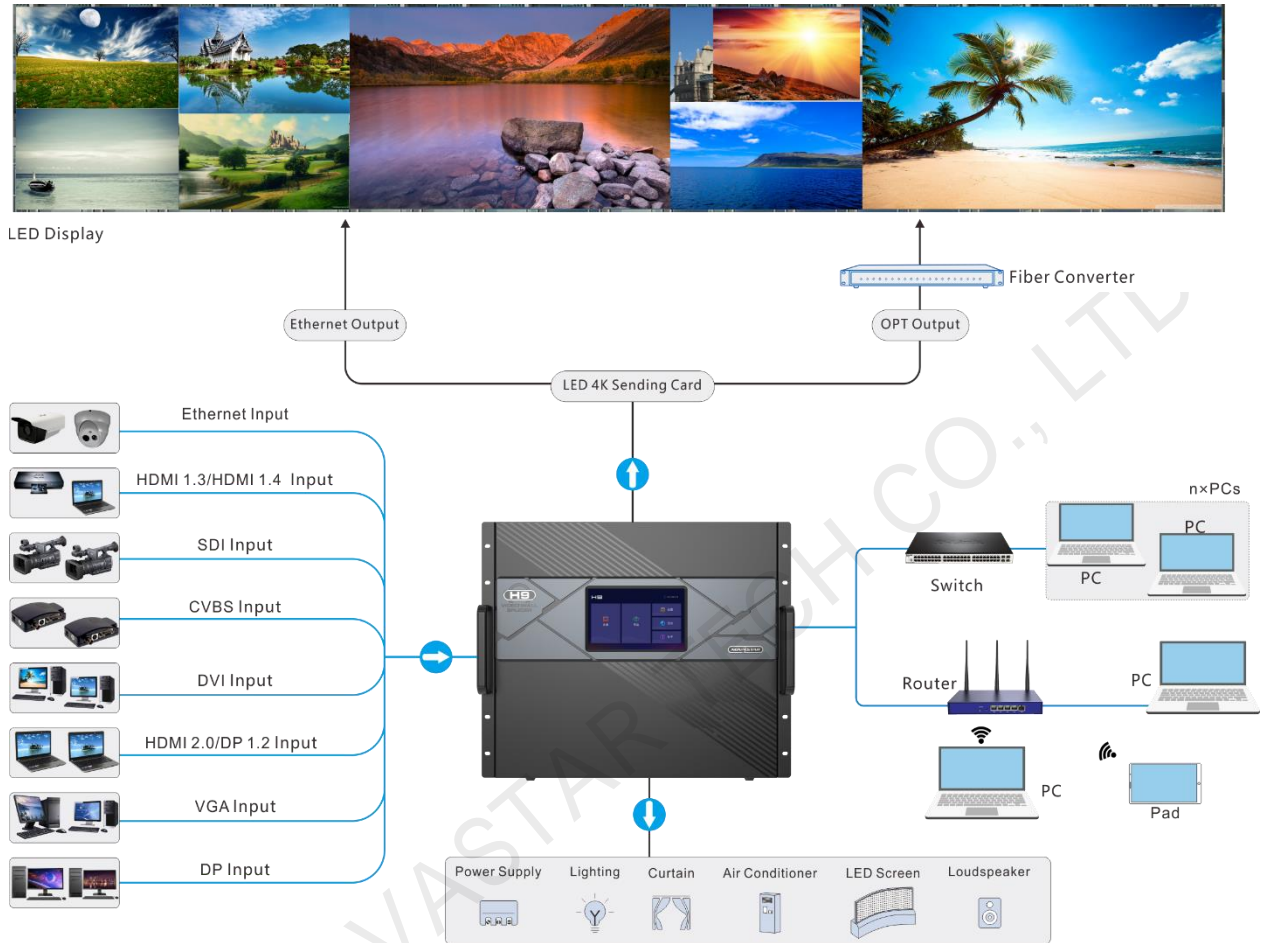 LED Display
Fiber Converter
Ethernet Output
OPT Output
LED 4K Sending Card
Ethernet Input
HDMI 1.3/HDMI 1.4 Input
SDI Input
CVBS Input
DVI Input
HDMI 2.0/DP 1.2 Input
VGA Input
DP Input
H9
H9
n×PCs
PC
PC
Switch
Router
PC
PC
Pad
Power Supply
Lighting
Curtain
Air Conditioner
LED Screen
Loudspeaker
VASTAR TECH CO., LTD